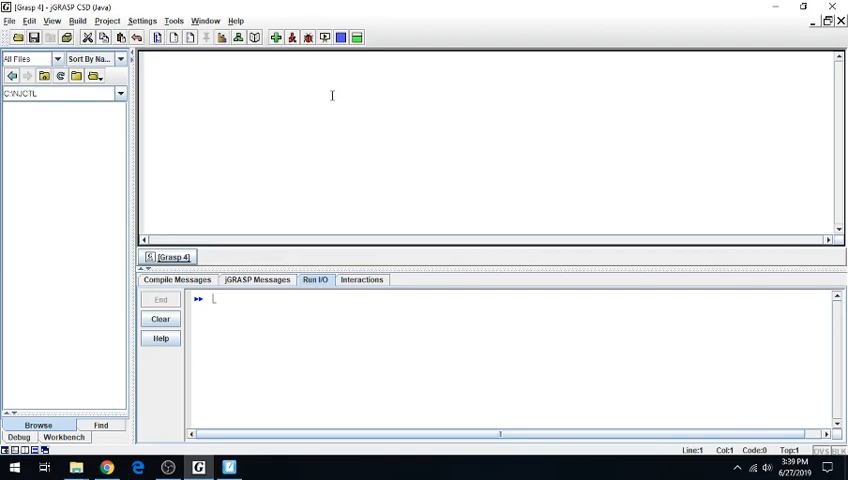 [Grasp 4] - jGRASP CSD (Java)
File Edit View Build Project Settings Tools Window Help
All Files Sort By Na...
C:\NJCTL
[Grasp 4]
Compile Messages jGRASP Messages Run I/O Interactions
End
Clear
Help
Browse Find
Debug Workbench
Line:1 Col:1 Code:0 Top:1 OVS BLK
3:39 PM
6/27/2019